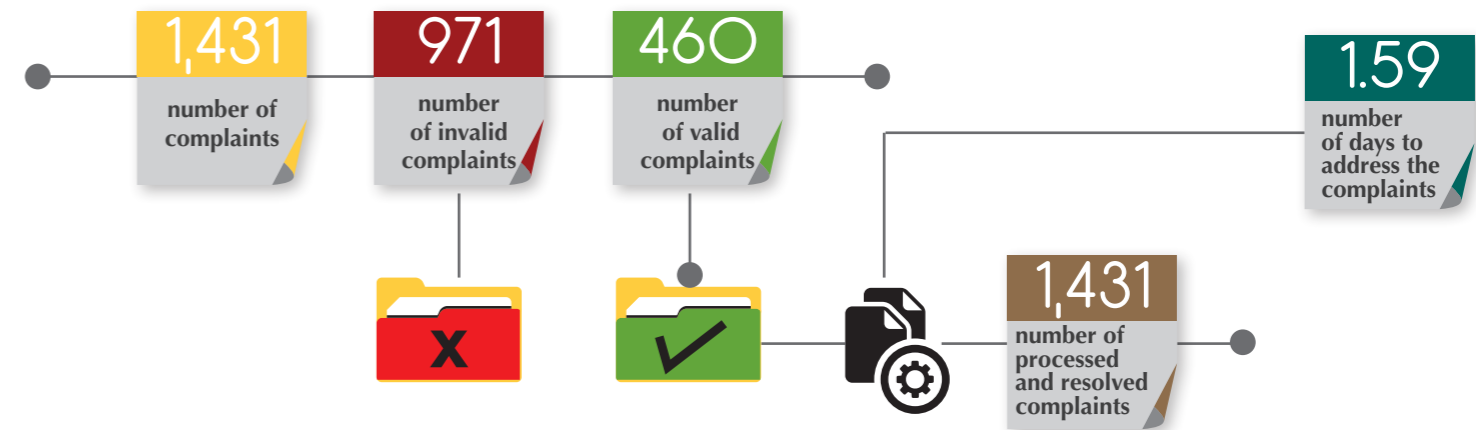 1,431
number of
complaints
971
number
of invalid
complaints
460
number
of valid
complaints
1.59
number
of days to
address the
complaints
X
1,431
number of
processed
and resolved
complaints